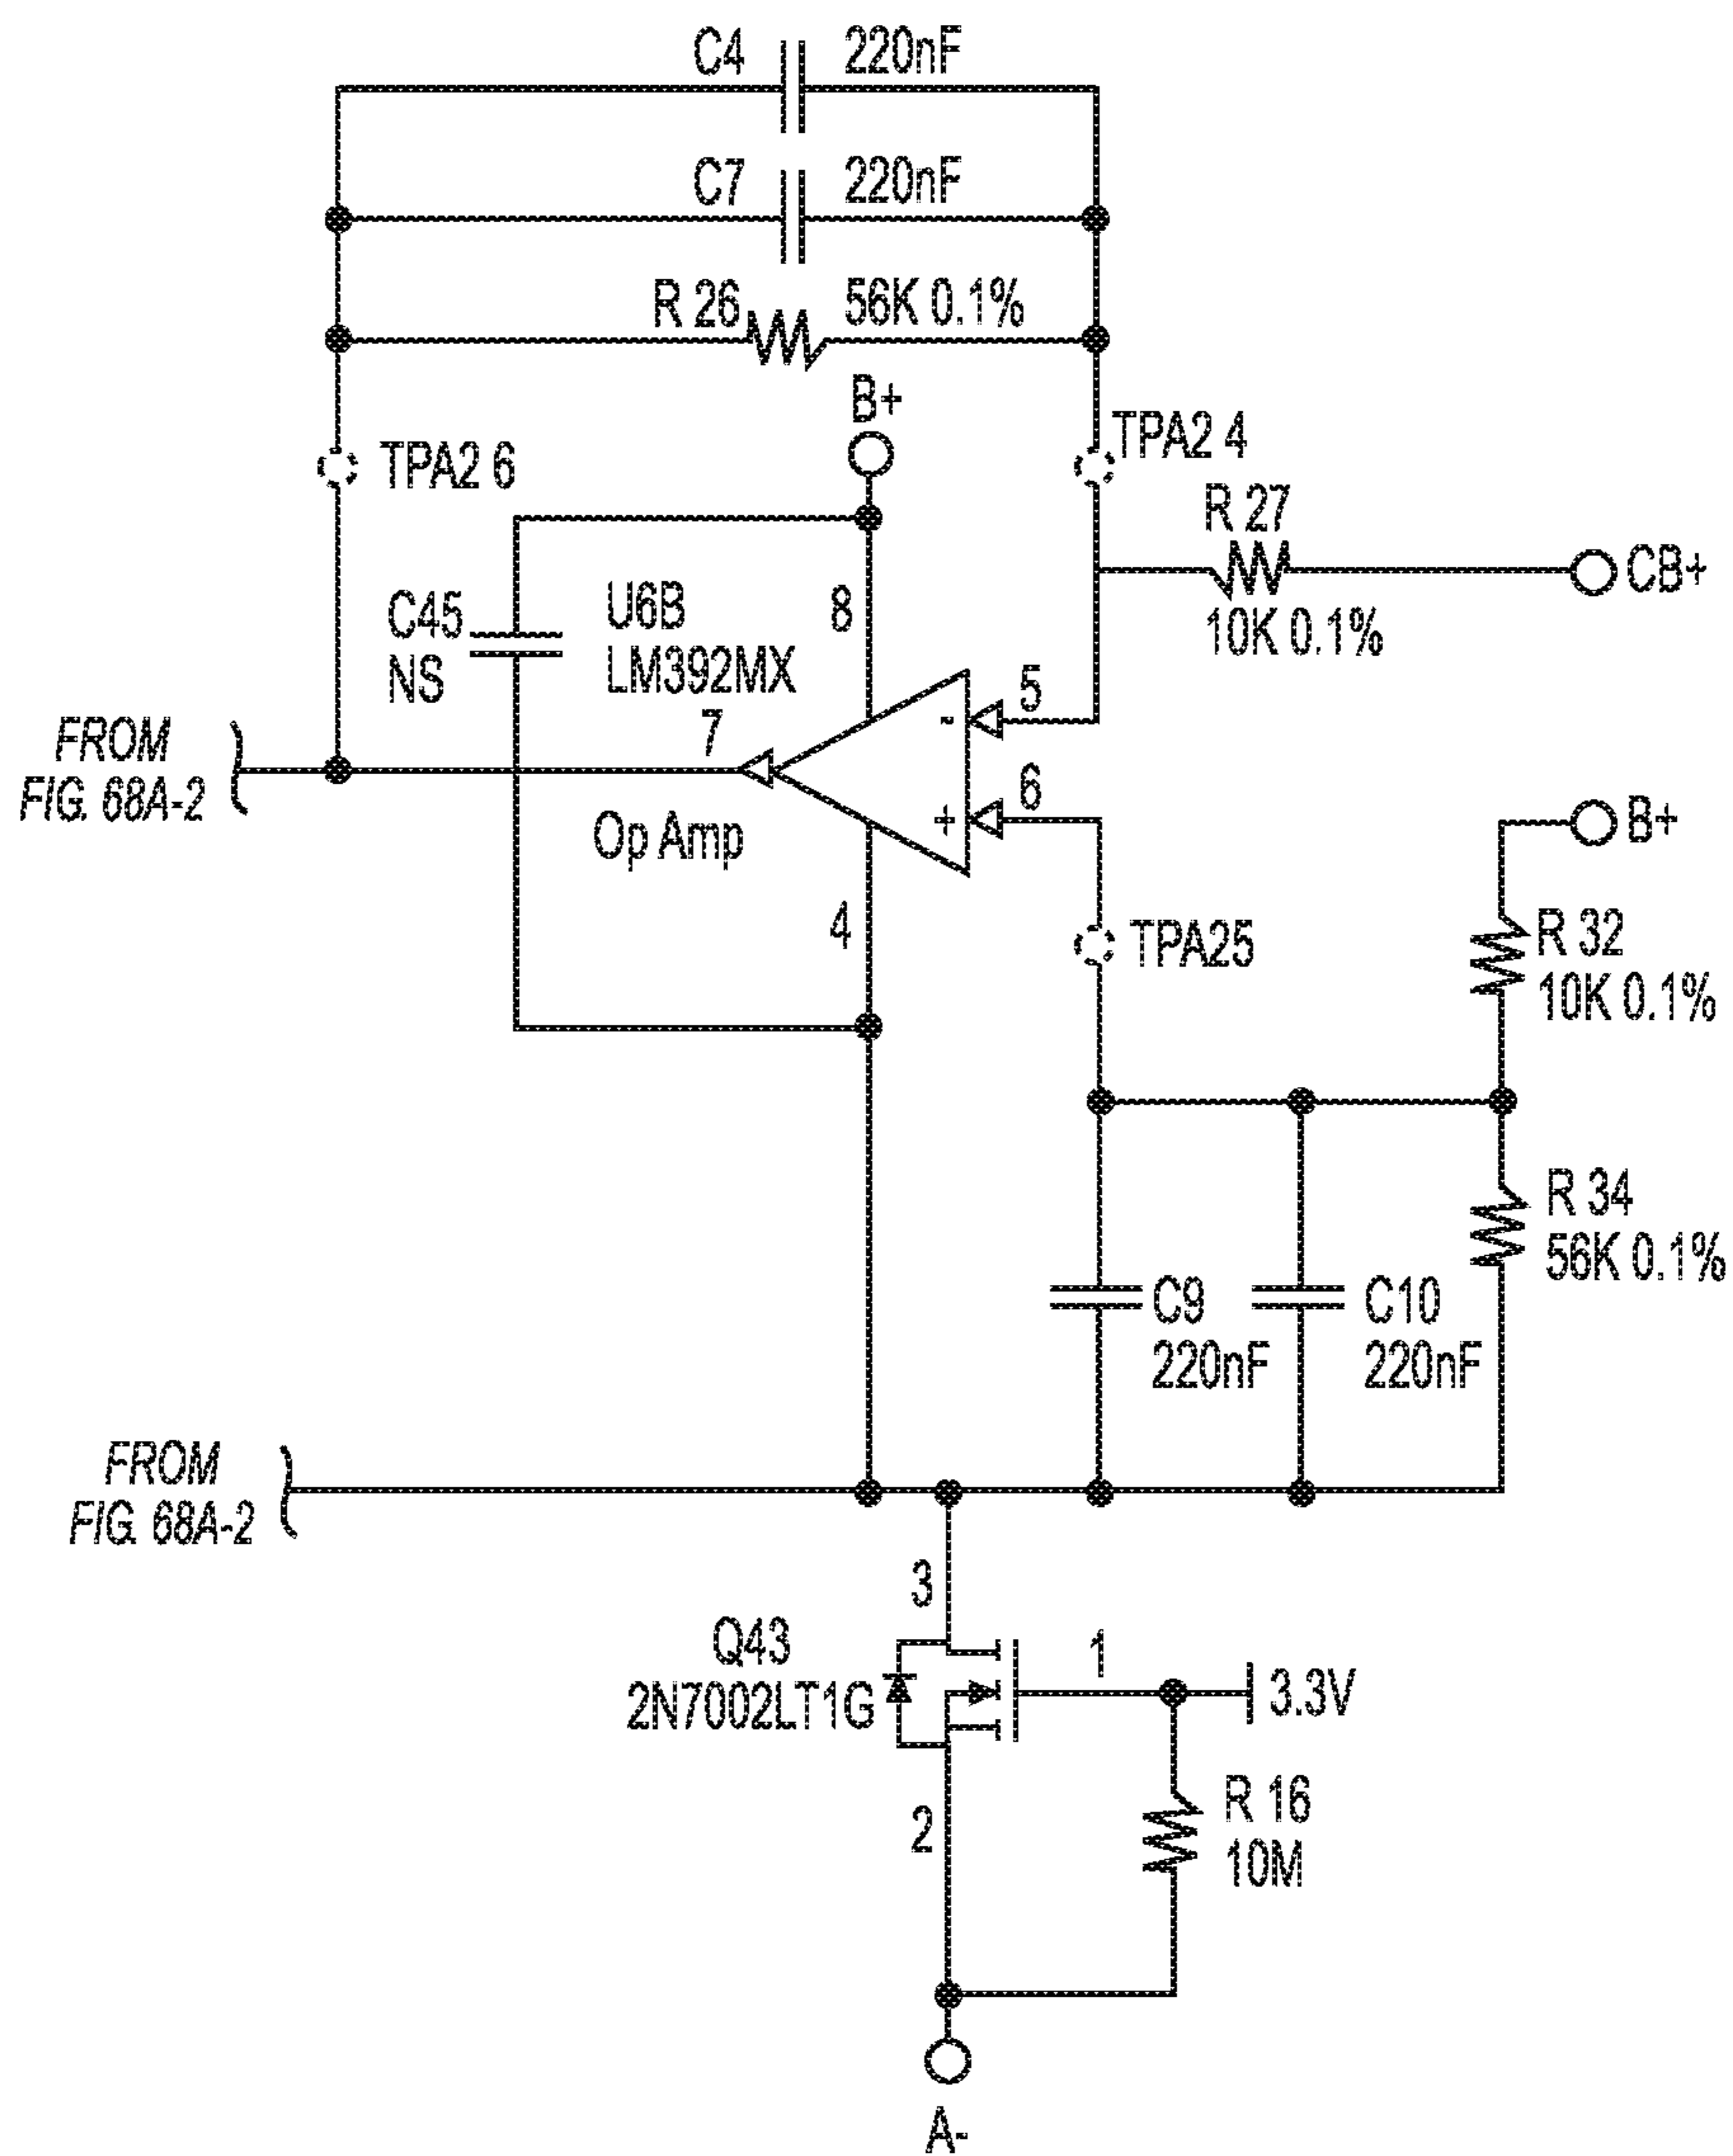 C4 220nF
C7 220nF
R 26 56K 0.1%
B+
TPA2 6
TPA2 4
R 27
10K 0.1%
CB+
C45
NS
U6B
LM392MX
8
7
5
-
6
+
Op Amp
4
FROM
FIG. 68A-2
B+
TPA25
R 32
10K 0.1%
R 34
56K 0.1%
C9
220nF
C10
220nF
FROM
FIG. 68A-2
3
Q43
2N7002LT1G
1
3.3V
2
R 16
10M
A-